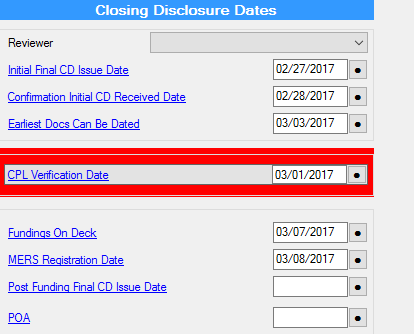 Closing Disclosure Dates
Reviewer
Initial Final CD Issue Date 02/27/2017
Confirmation Initial CD Received Date 02/28/2017
Earliest Docs Can Be Dated 03/03/2017
CPL Verification Date 03/01/2017
Fundings On Deck 03/07/2017
MERS Registration Date 03/08/2017
Post Funding Final CD Issue Date
POA